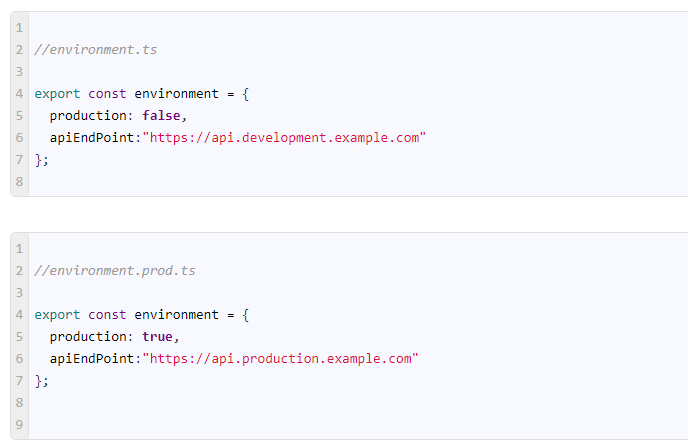 1
2 //environment.ts
3
4 export const environment = {
5   production: false,
6   apiEndPoint:"https://api.development.example.com"
7 };
8
1
2 //environment.prod.ts
3
4 export const environment = {
5   production: true,
6   apiEndPoint:"https://api.production.example.com"
7 };
8
9